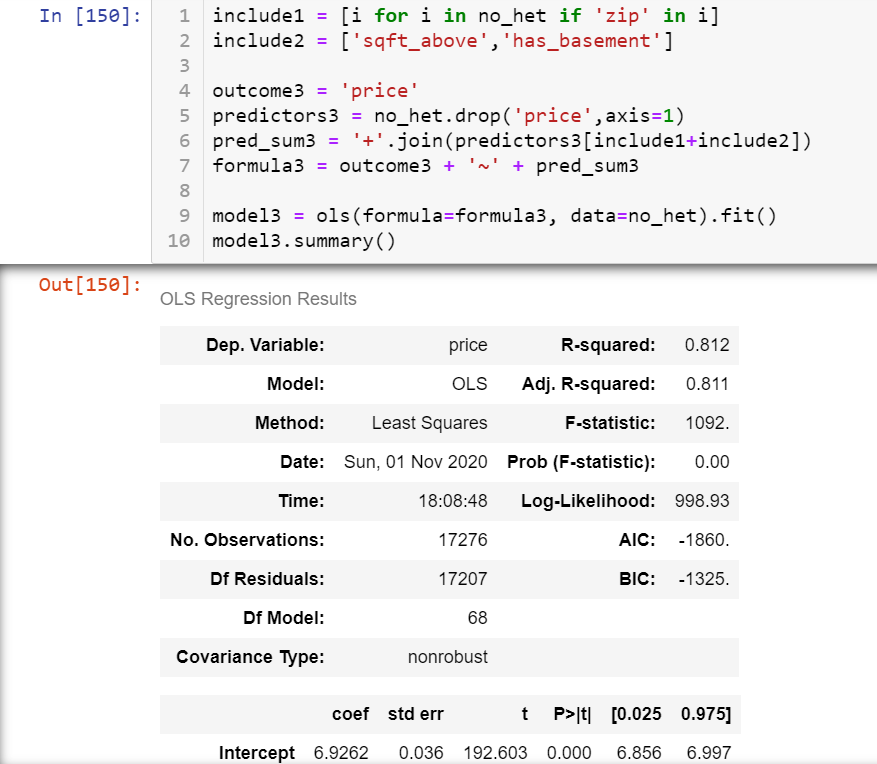 In [150]:
1 include1 = [i for i in no_het if 'zip' in i]
2 include2 = ['sqft_above','has_basement']
3
4 outcome3 = 'price'
5 predictors3 = no_het.drop('price',axis=1)
6 pred_sum3 = '+'.join(predictors3[include1+include2])
7 formula3 = outcome3 + '~' + pred_sum3
8
9 model3 = ols(formula=formula3, data=no_het).fit()
10 model3.summary()
Out[150]:
OLS Regression Results
Dep. Variable: price R-squared: 0.812
Model: OLS Adj. R-squared: 0.811
Method: Least Squares F-statistic: 1092.
Date: Sun, 01 Nov 2020 Prob (F-statistic): 0.00
Time: 18:08:48 Log-Likelihood: 998.93
No. Observations: 17276 AIC: -1860.
Df Residuals: 17207 BIC: -1325.
Df Model: 68
Covariance Type: nonrobust
coef std err t P>|t| [0.025 0.975]
Intercept 6.9262 0.036 192.603 0.000 6.856 6.997